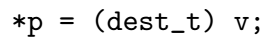 *p = (dest_t) v;